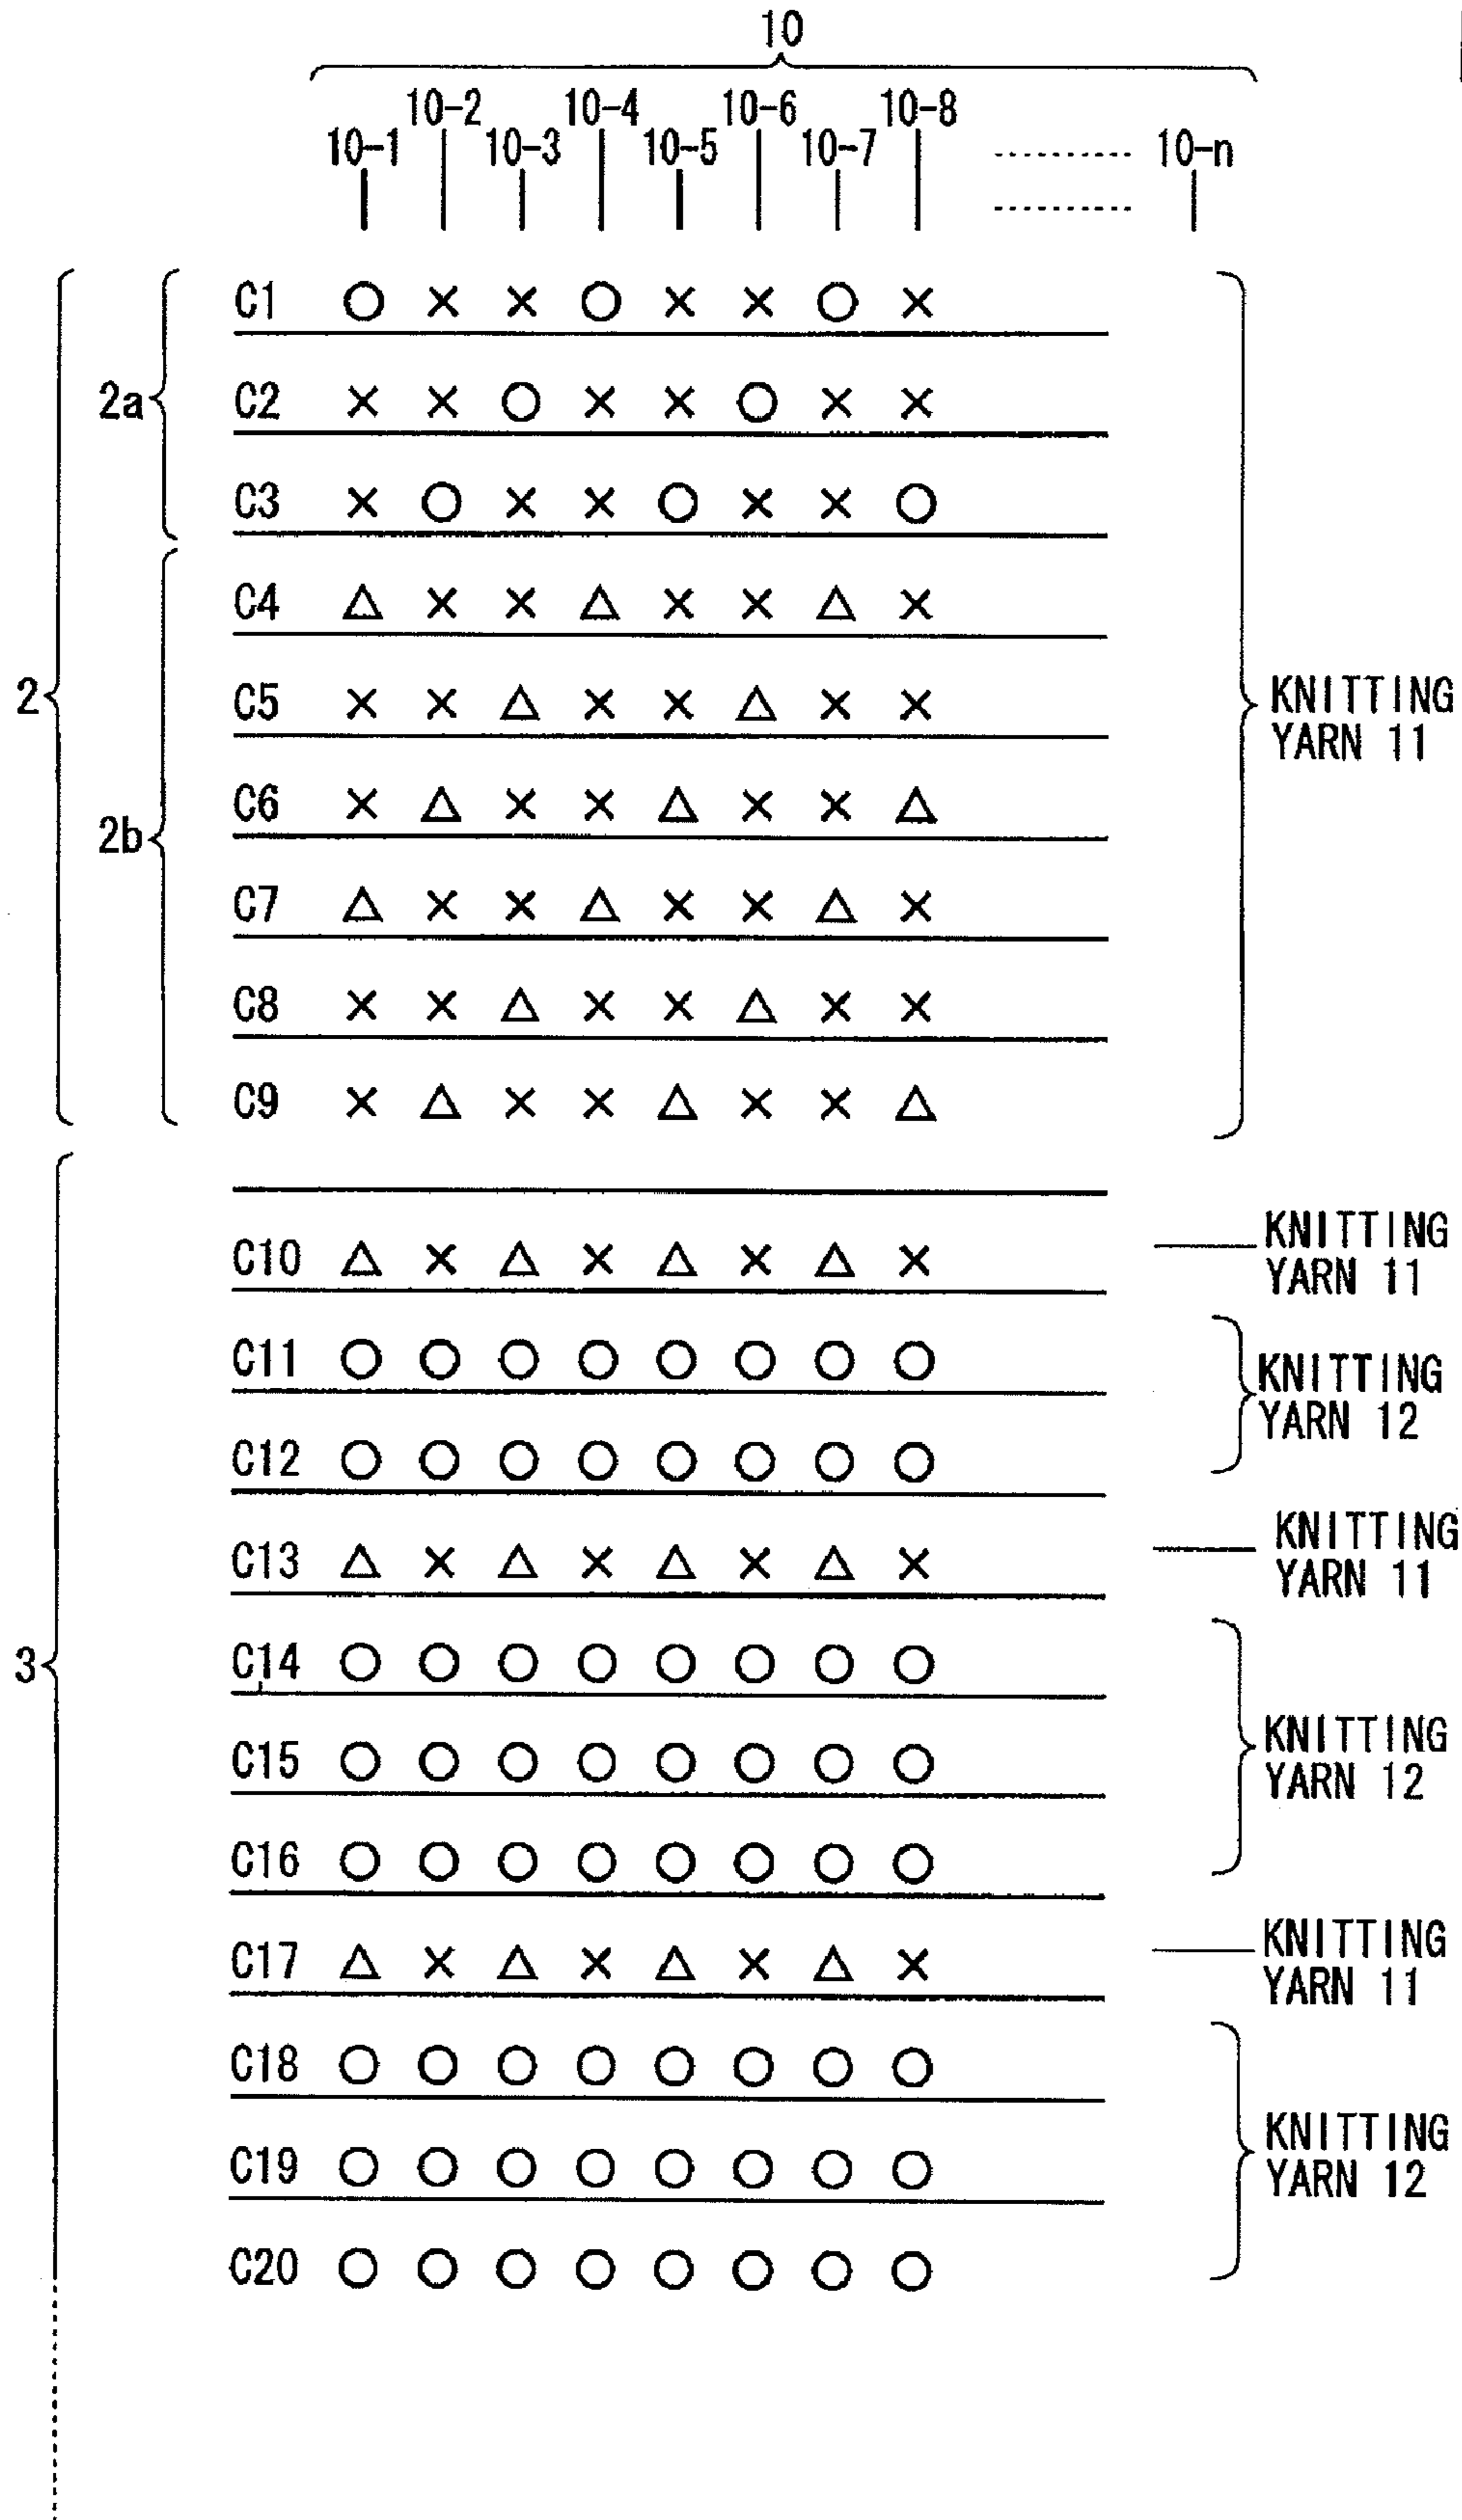 10
10-2 10-4 10-6 10-8
10-1 10-3 10-5 10-7 10-n
C1 ○ × × ○ × × ○ ×
2a
C2 × × ○ × × ○ × ×
C3 × ○ × × ○ × × ○
C4 △ × × △ × × △ ×
2
C5 × × △ × × △ × ×
KNITTING
YARN 11
C6 × △ × × △ × × △
2b
C7 △ × × △ × × △ ×
C8 × × △ × × △ × ×
C9 × △ × × △ × × △
C10 △ × △ × △ × △ ×
KNITTING
YARN 11
C11 ○ ○ ○ ○ ○ ○ ○ ○
KNITTING
YARN 12
C12 ○ ○ ○ ○ ○ ○ ○ ○
C13 △ × △ × △ × △ ×
KNITTING
YARN 11
3
C14 ○ ○ ○ ○ ○ ○ ○ ○
C15 ○ ○ ○ ○ ○ ○ ○ ○
KNITTING
YARN 12
C16 ○ ○ ○ ○ ○ ○ ○ ○
C17 △ × △ × △ × △ ×
KNITTING
YARN 11
C18 ○ ○ ○ ○ ○ ○ ○ ○
C19 ○ ○ ○ ○ ○ ○ ○ ○
KNITTING
YARN 12
C20 ○ ○ ○ ○ ○ ○ ○ ○